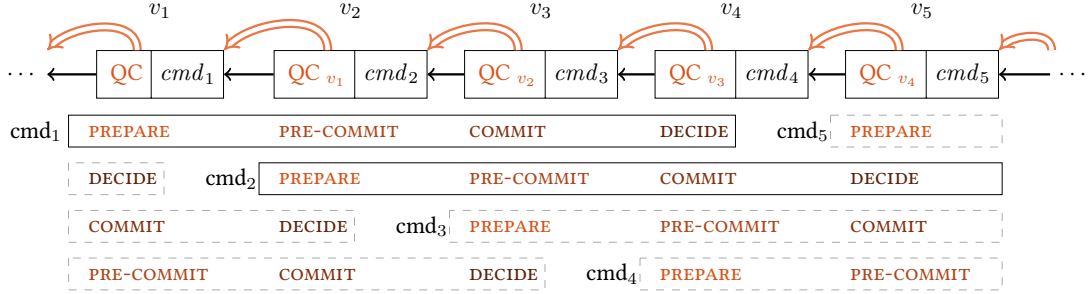 v1 v2 v3 v4 v5
··· QC cmd1 QC v1 cmd2 QC v2 cmd3 QC v3 cmd4 QC v4 cmd5 ···
cmd1 PREPARE PRE-COMMIT COMMIT DECIDE cmd5 PREPARE
DECIDE cmd2 PREPARE PRE-COMMIT COMMIT DECIDE
COMMIT DECIDE cmd3 PREPARE PRE-COMMIT COMMIT
PRE-COMMIT COMMIT DECIDE cmd4 PREPARE PRE-COMMIT